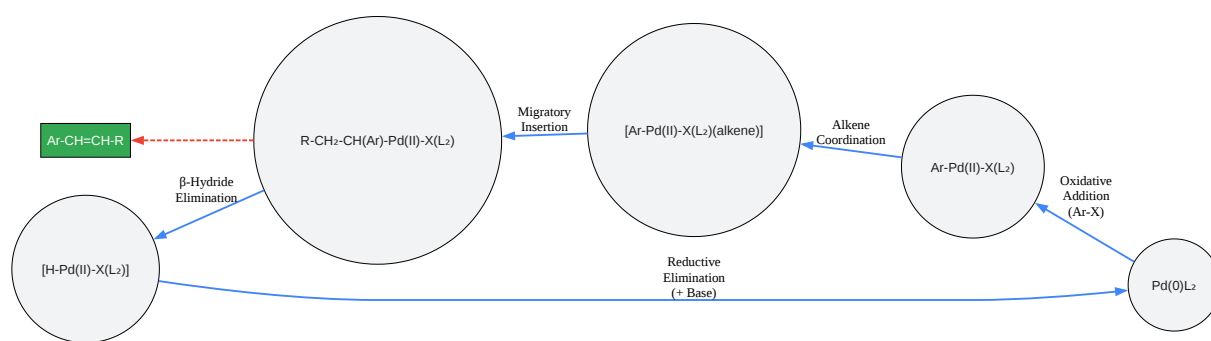 Ar-CH=CH-R
R-CH₂-CH(Ar)-Pd(II)-X(L₂)
Migratory
Insertion
[Ar-Pd(II)-X(L₂)(alkene)]
Alkene
Coordination
Ar-Pd(II)-X(L₂)
Oxidative
Addition
(Ar-X)
β-Hydride
Elimination
[H-Pd(II)-X(L₂)]
Reductive
Elimination
(+ Base)
Pd(0)L₂